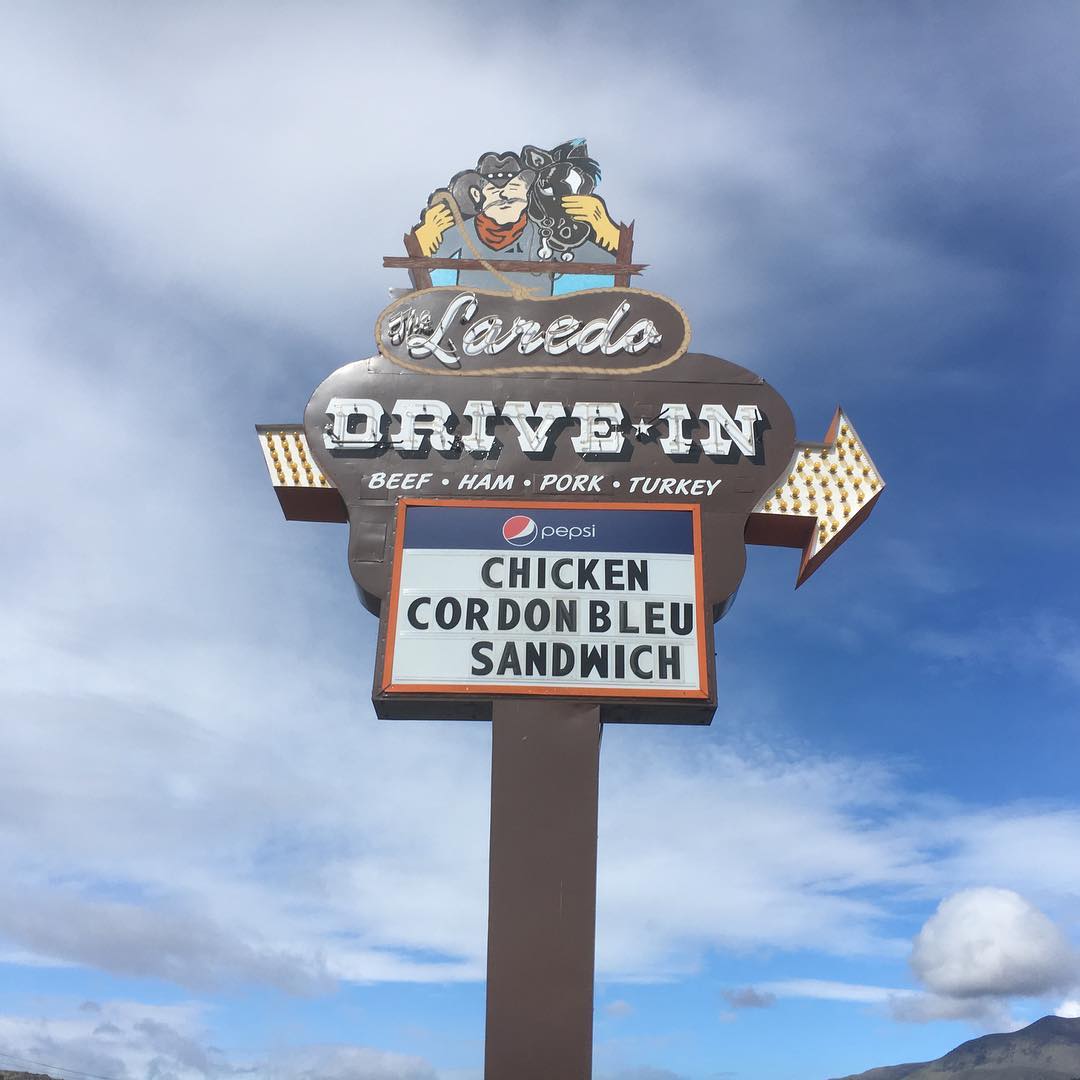 The Laredo
DRIVE★IN
BEEF • HAM • PORK • TURKEY
pepsi
CHICKEN
CORDON BLEU
SANDWICH